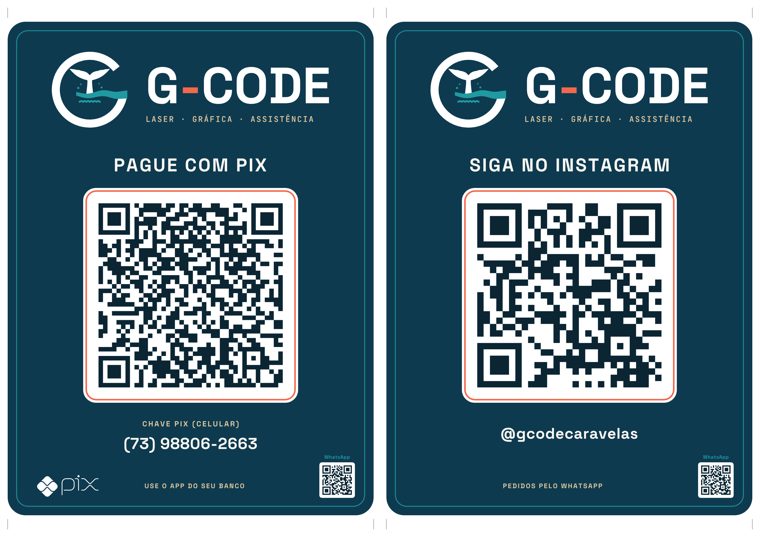 G-CODE
LASER · GRÁFICA · ASSISTÊNCIA
PAGUE COM PIX
CHAVE PIX (CELULAR)
(73) 98806-2663
WhatsApp
pix
USE O APP DO SEU BANCO
G-CODE
LASER · GRÁFICA · ASSISTÊNCIA
SIGA NO INSTAGRAM
@gcodecaravelas
WhatsApp
PEDIDOS PELO WHATSAPP